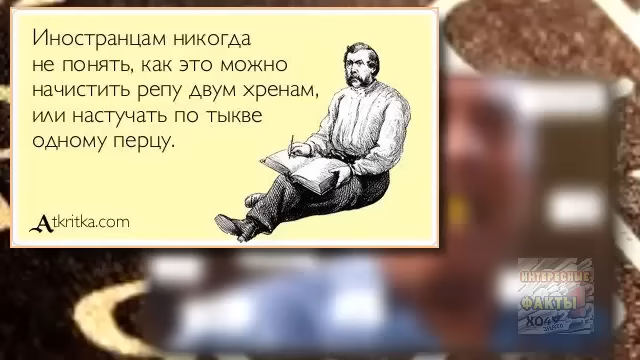 Иностранцам никогда
не понять, как это можно
начистить репу двум хренам,
или настучать по тыкве
одному перцу.
Atkritka.com
ИНТЕРЕСНЫЕ
ФАКТЫ
ХО4У